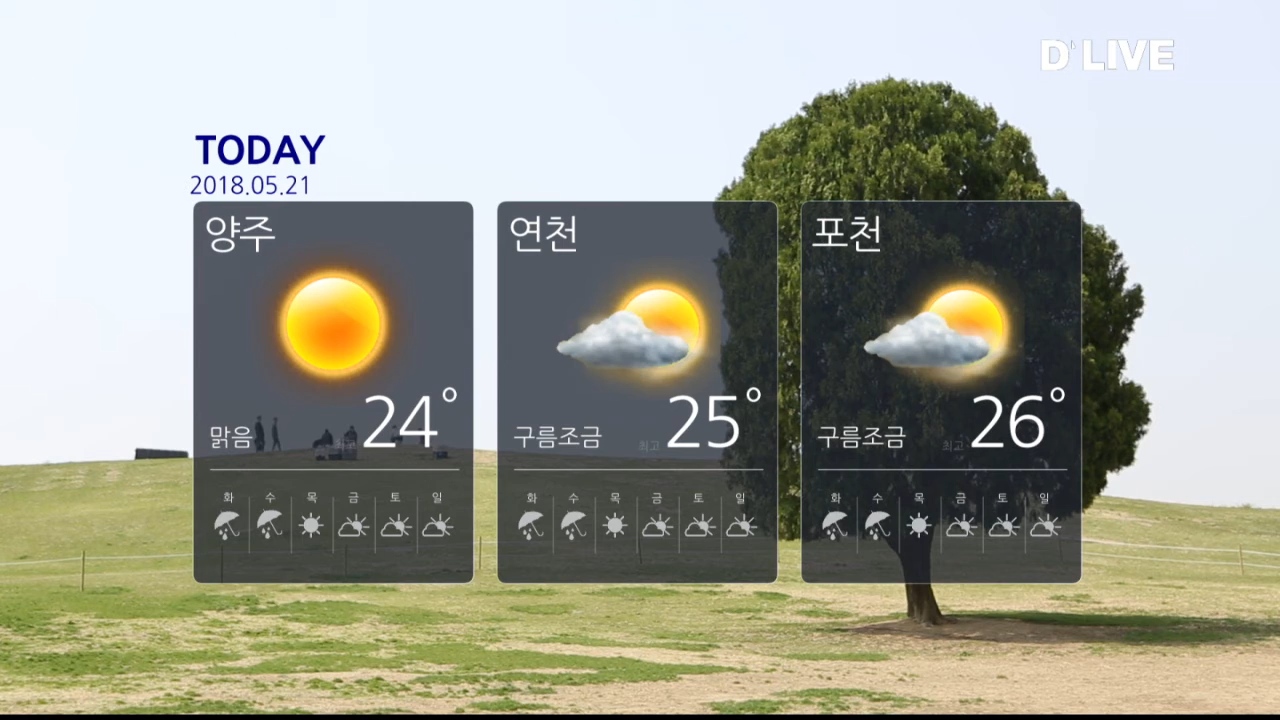 D'LIVE
TODAY
2018.05.21
양주
맑음
최고
24°
화 수 목 금 토 일
연천
구름조금
최고
25°
화 수 목 금 토 일
포천
구름조금
최고
26°
화 수 목 금 토 일